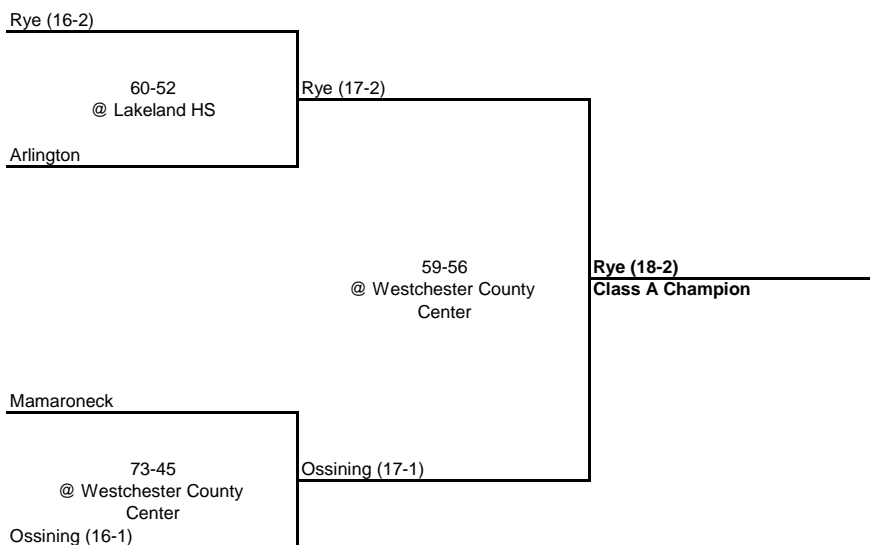 Rye (16-2)
60-52
@ Lakeland HS
Rye (17-2)
Arlington
59-56
@ Westchester County
Center
Rye (18-2)
Class A Champion
Mamaroneck
73-45
@ Westchester County
Center
Ossining (17-1)
Ossining (16-1)